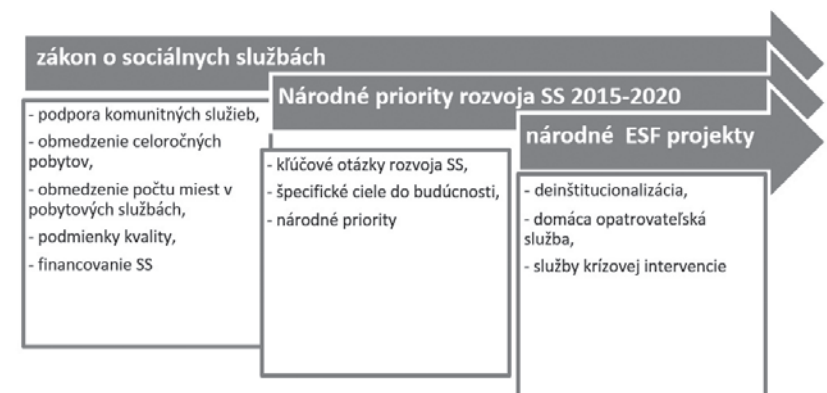 zákon o sociálnych službách
- podpora komunitných služieb,
- obmedzenie celoročných
pobytov,
- obmedzenie počtu miest v
pobytových službách,
- podmienky kvality,
- financovanie SS
Národné priority rozvoja SS 2015-2020
- kľúčové otázky rozvoja SS,
- špecifické ciele do budúcnosti,
- národné priority
národné ESF projekty
- deinštitucionalizácia,
- domáca opatrovateľská
služba,
- služby krízovej intervencie